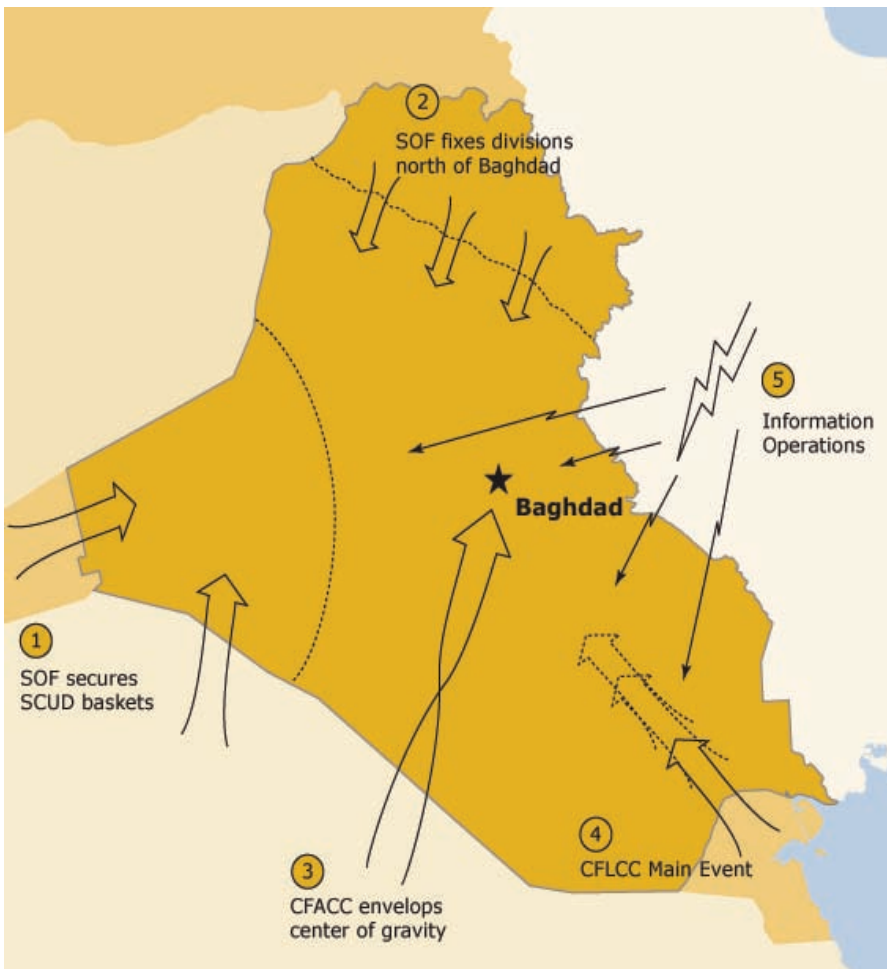 2
SOF fixes divisions
north of Baghdad
5
Information
Operations
Baghdad
1
SOF secures
SCUD baskets
4
CFLCC Main Event
3
CFACC envelops
center of gravity